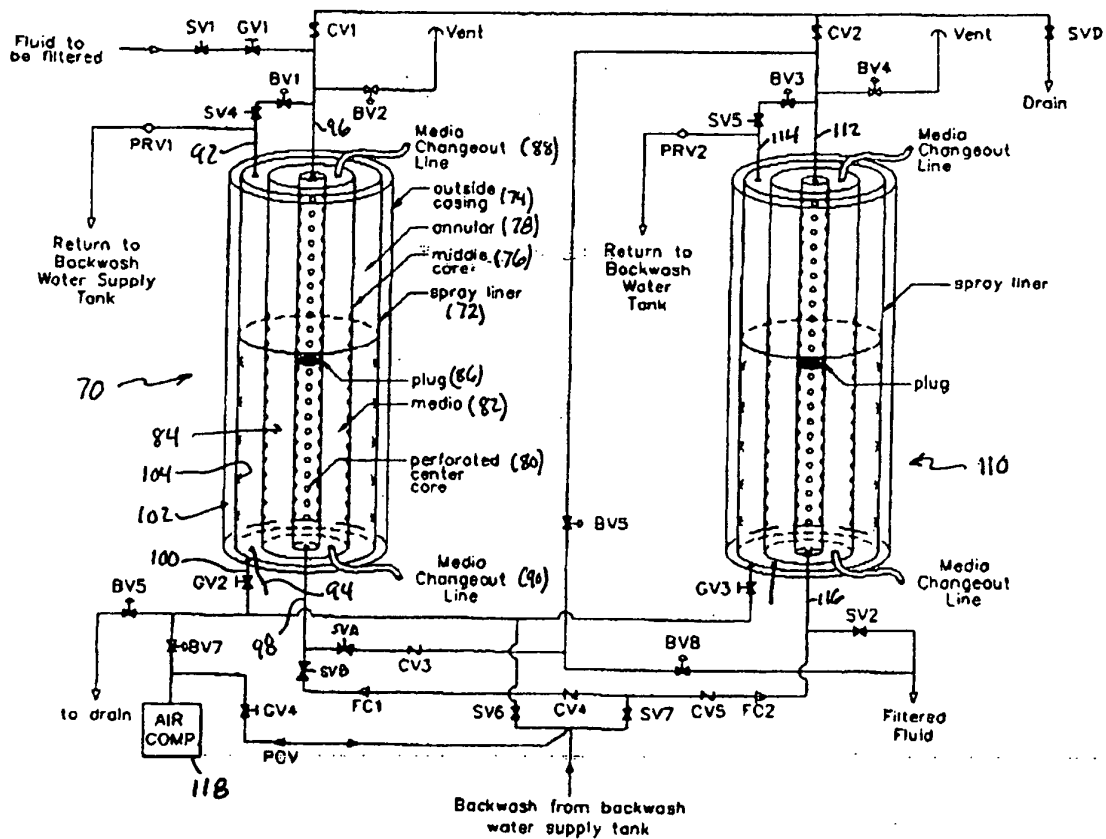 SV1 GV1
CV1
CV2
SVD
Fluid to
be filtered
Vent
Vent
Drain
BV1
BV2
BV3
BV4
SV4
SV5
PRV1
PRV2
92
96
114
112
Media
Changeout (88)
Line
Media
Changeout
Line
outside
casing (74)
annular (78)
middle (76)
core
spray liner
(72)
spray liner
Return to
Backwash
Water Supply
Tank
Return to
Backwash
Water
Tank
70
plug (86)
plug
media (82)
84
104
perforated (80)
center
core
102
110
100
94
98
116
Media
Changeout (90)
Line
Media
Changeout
Line
BV5
GV2
BV5
GV3
BV7
SVA
CV3
SVB
BV8
SV2
to drain
AIR
COMP
118
GV4
FC1
SV6
CV4
SV7
CV5
FC2
PCV
Filtered
Fluid
Backwash from backwash
water supply tank